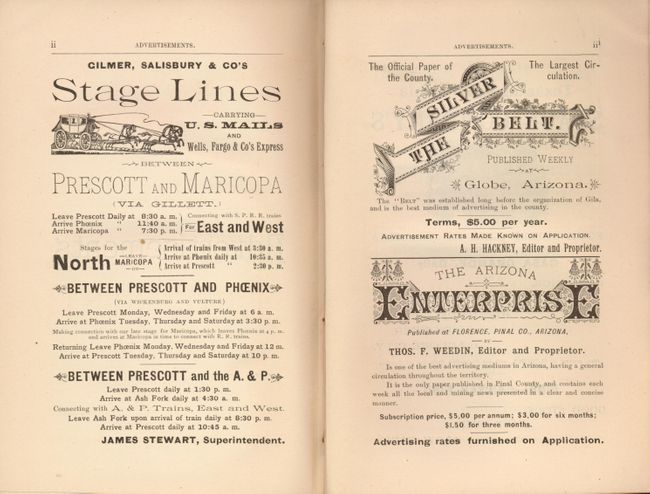 ii
ADVERTISEMENTS.
GILMER, SALISBURY & CO'S
Stage Lines
CARRYING
U. S. MAILS
AND
Wells, Fargo & Co's Express
BETWEEN
PRESCOTT AND MARICOPA
(VIA GILLETT.)
Leave Prescott Daily at 8:30 a. m.
Arrive Phœnix " 11:40 a. m.
Arrive Maricopa " 7:30 p. m.
Connecting with S. P. R. R. trains
For East and West
Stages for the
North
LEAVE
MARICOPA
ON
Arrival of trains from West at 5:30 a. m.
Arrive at Phenix daily at 10:35 a. m.
Arrive at Prescott " 2:30 p. m.
BETWEEN PRESCOTT AND PHŒNIX
(VIA WICKENBURG AND VULTURE)
Leave Prescott Monday, Wednesday and Friday at 6 a. m.
Arrive at Phœnix Tuesday, Thursday and Saturday at 3:30 p. m.
Making connection with our late stage for Maricopa, which leaves Phœnix at 4 p. m.
and arrives at Maricopa in time to connect with R. R. trains.
Returning Leave Phœnix Monday, Wednesday and Friday at 12 m.
Arrive at Prescott Tuesday, Thursday and Saturday at 10 p. m.
BETWEEN PRESCOTT and the A. & P.
Leave Prescott daily at 1:30 p. m.
Arrive at Ash Fork daily at 4:30 a. m.
Connecting with A. & P. Trains, East and West.
Leave Ash Fork upon arrival of train daily at 8:30 p. m.
Arrive at Prescott daily at 10:45 a. m.
JAMES STEWART, Superintendent.
ADVERTISEMENTS.
iii
The Official Paper of
the County.
The Largest Cir-
culation.
THE SILVER BELT.
PUBLISHED WEEKLY
AT
Globe, Arizona.
The "BELT" was established long before the organization of Gila,
and is the best medium of advertising in the county.
Terms, $5.00 per year.
ADVERTISEMENT RATES MADE KNOWN ON APPLICATION.
A. H. HACKNEY, Editor and Proprietor.
THE ARIZONA
ENTERPRISE
Published at FLORENCE, PINAL CO., ARIZONA,
BY
THOS. F. WEEDIN, Editor and Proprietor.
Is one of the best advertising mediums in Arizona, having a general
circulation throughout the territory.
It is the only paper published in Pinal County, and contains each
week all the local and mining news presented in a clear and concise
manner.
Subscription price, $5.00 per annum; $3.00 for six months;
$1.50 for three months.
Advertising rates furnished on Application.